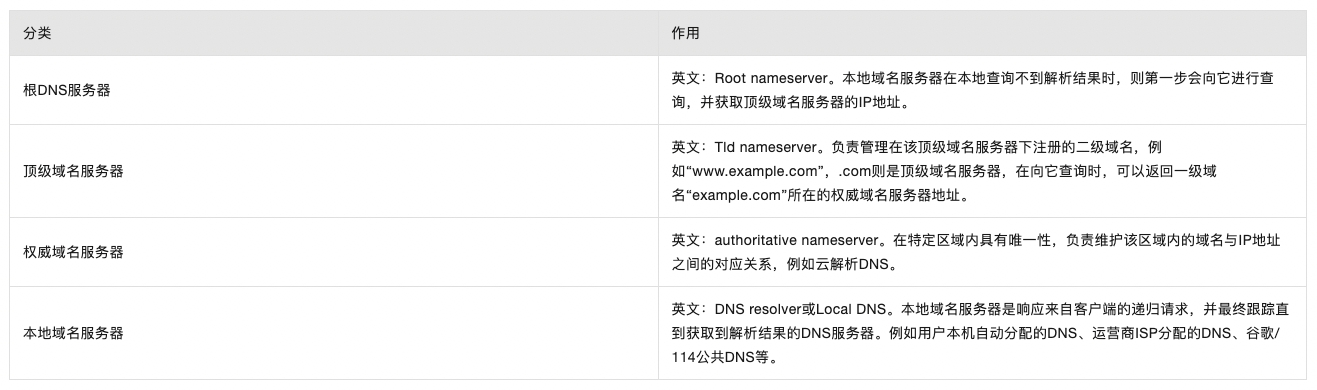 分类
作用
根DNS服务器
英文：Root nameserver。本地域名服务器在本地查询不到解析结果时，则第一步会向它进行查
询，并获取顶级域名服务器的IP地址。
顶级域名服务器
英文：Tld nameserver。负责管理在该顶级域名服务器下注册的二级域名，例
如“www.example.com”，.com则是顶级域名服务器，在向它查询时，可以返回一级域
名“example.com”所在的权威域名服务器地址。
权威域名服务器
英文：authoritative nameserver。在特定区域内具有唯一性，负责维护该区域内的域名与IP地址
之间的对应关系，例如云解析DNS。
本地域名服务器
英文：DNS resolver或Local DNS。本地域名服务器是响应来自客户端的递归请求，并最终跟踪直
到获取到解析结果的DNS服务器。例如用户本机自动分配的DNS、运营商ISP分配的DNS、谷歌/
114公共DNS等。